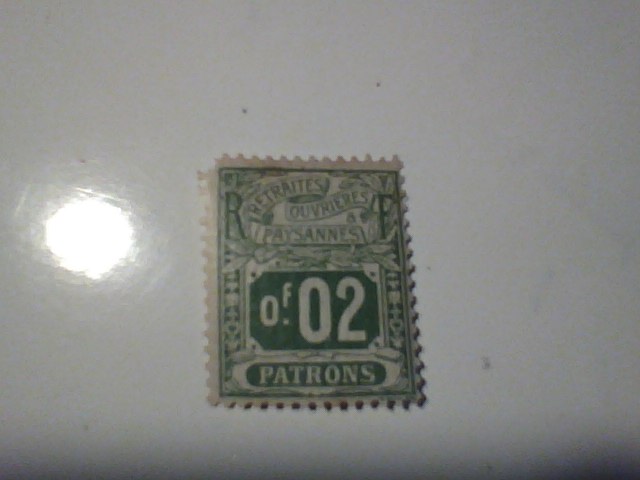 R F
RETRAITES
OUVRIÈRES
&
PAYSANNES
0F.02
PATRONS